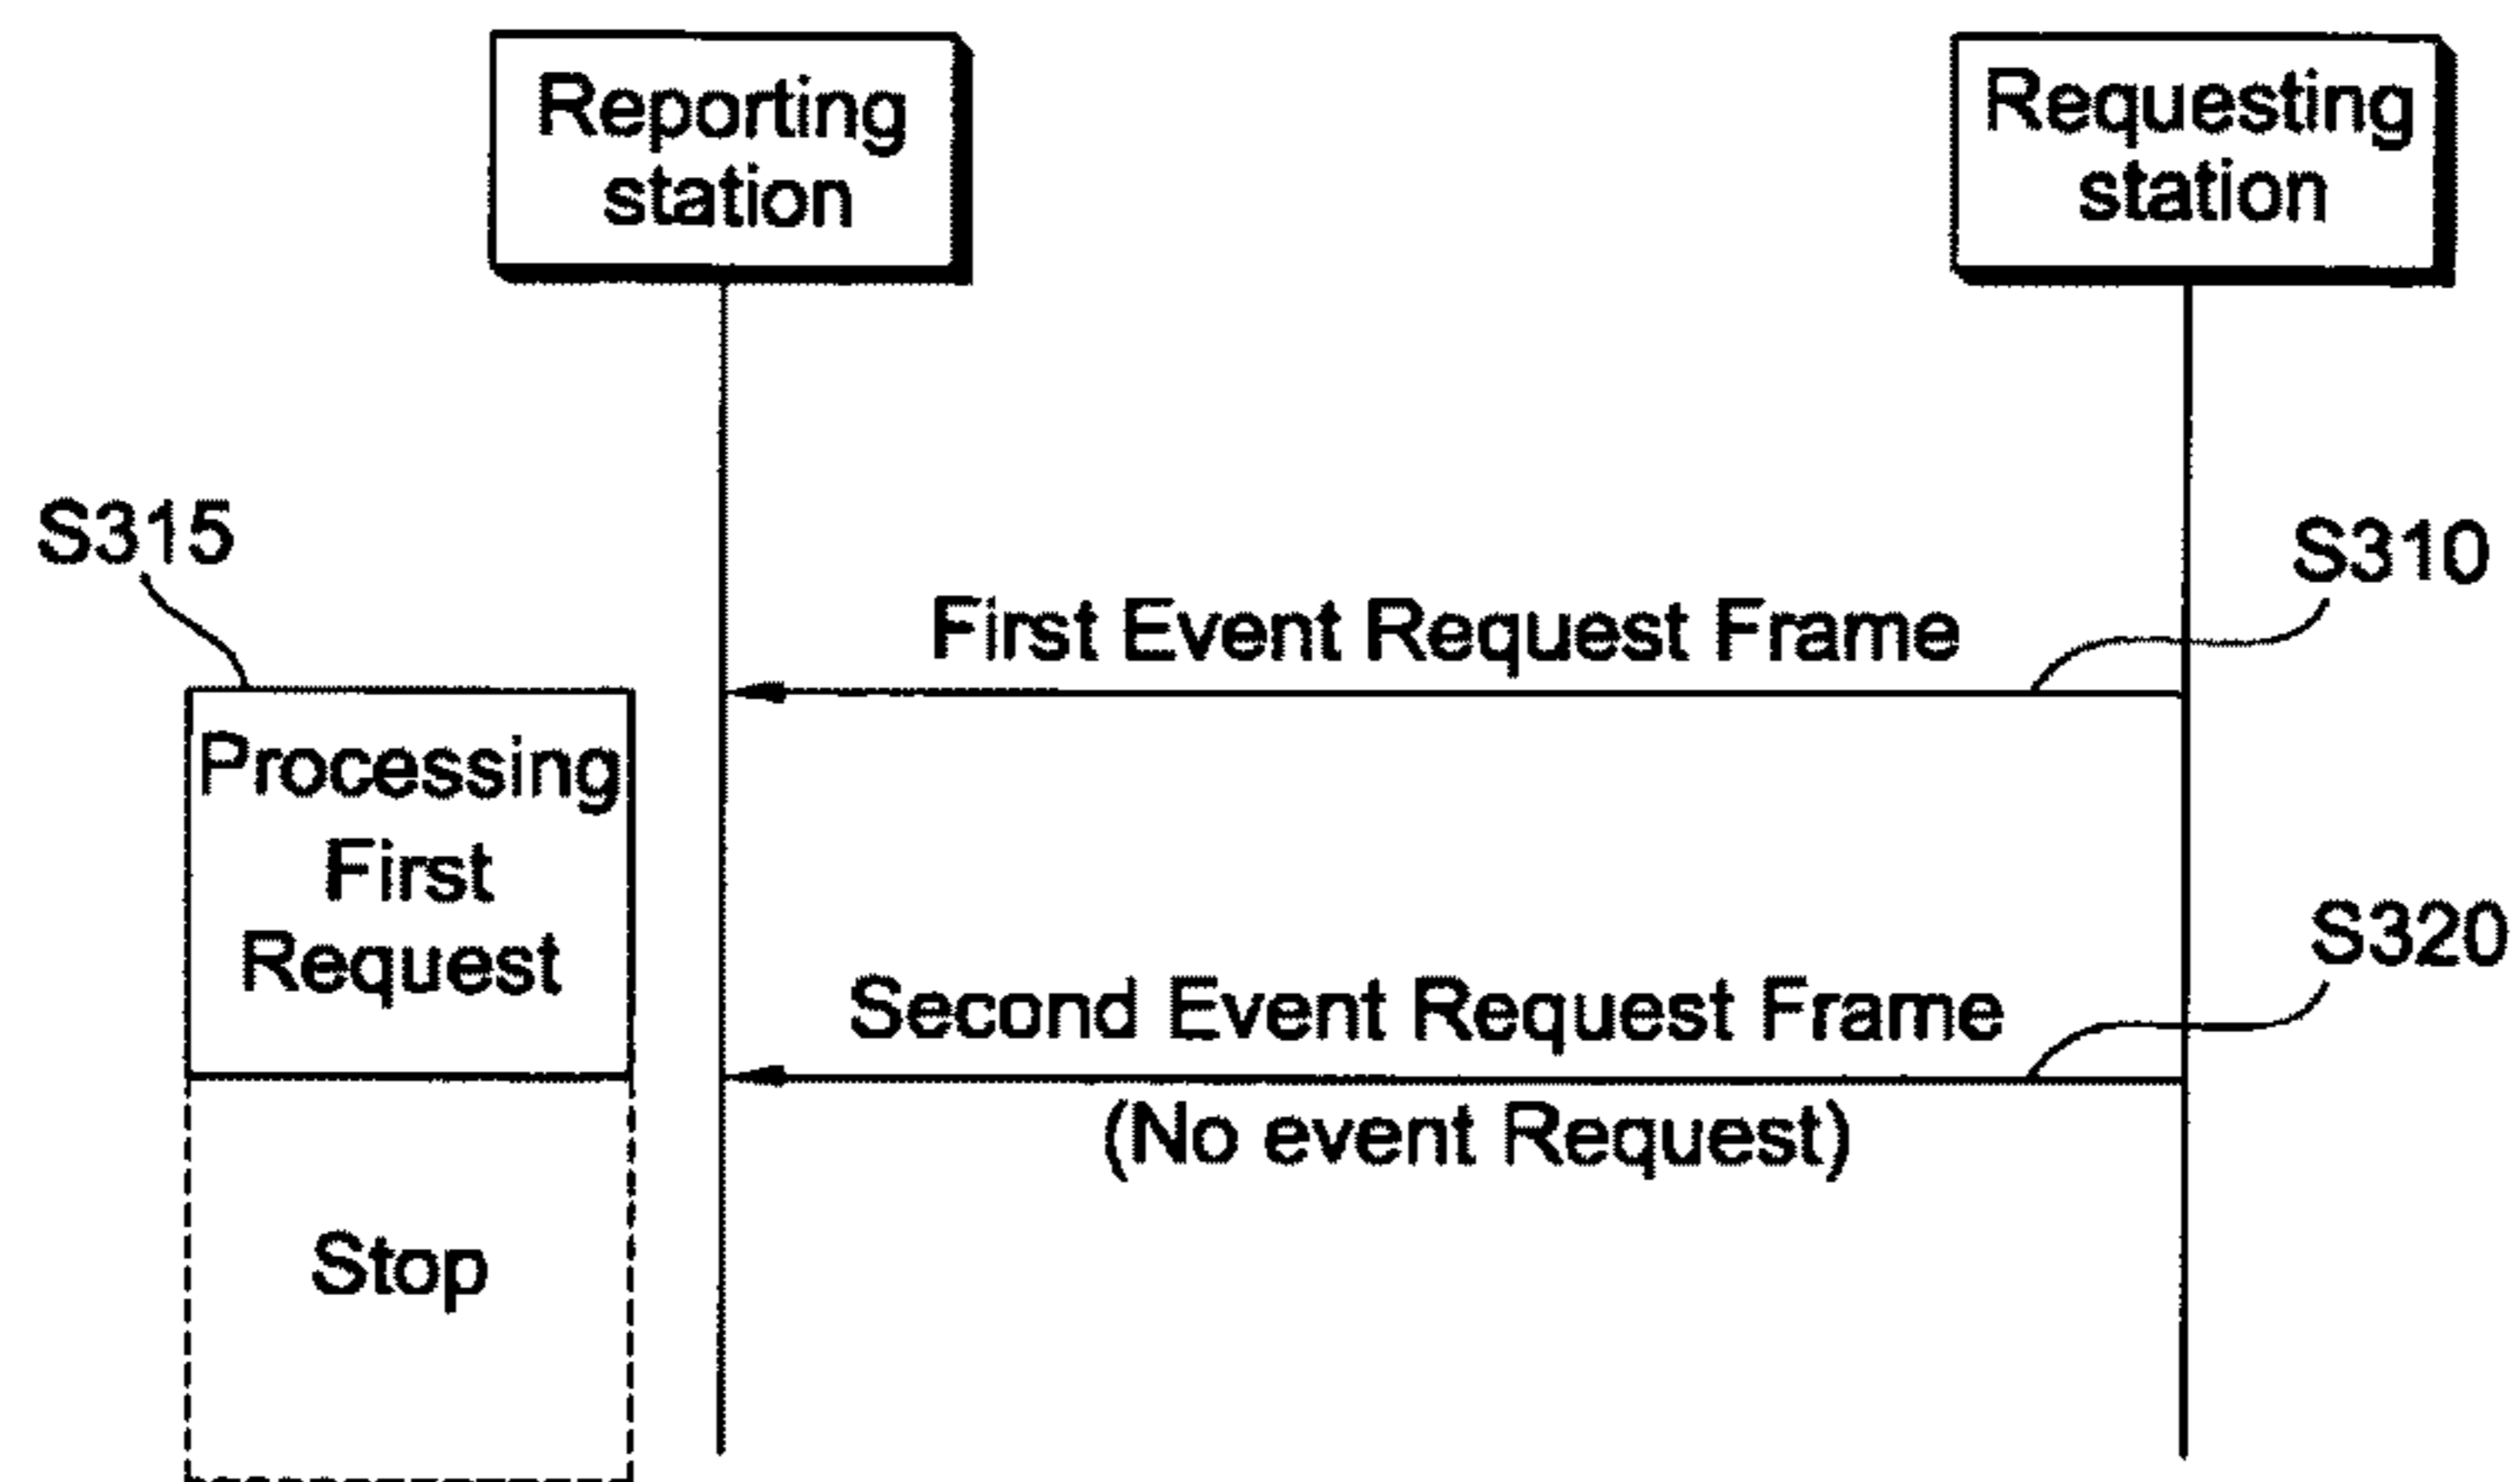 Reporting
station
Requesting
station
S315
S310
First Event Request Frame
Processing
First
Request
S320
Second Event Request Frame
(No event Request)
Stop